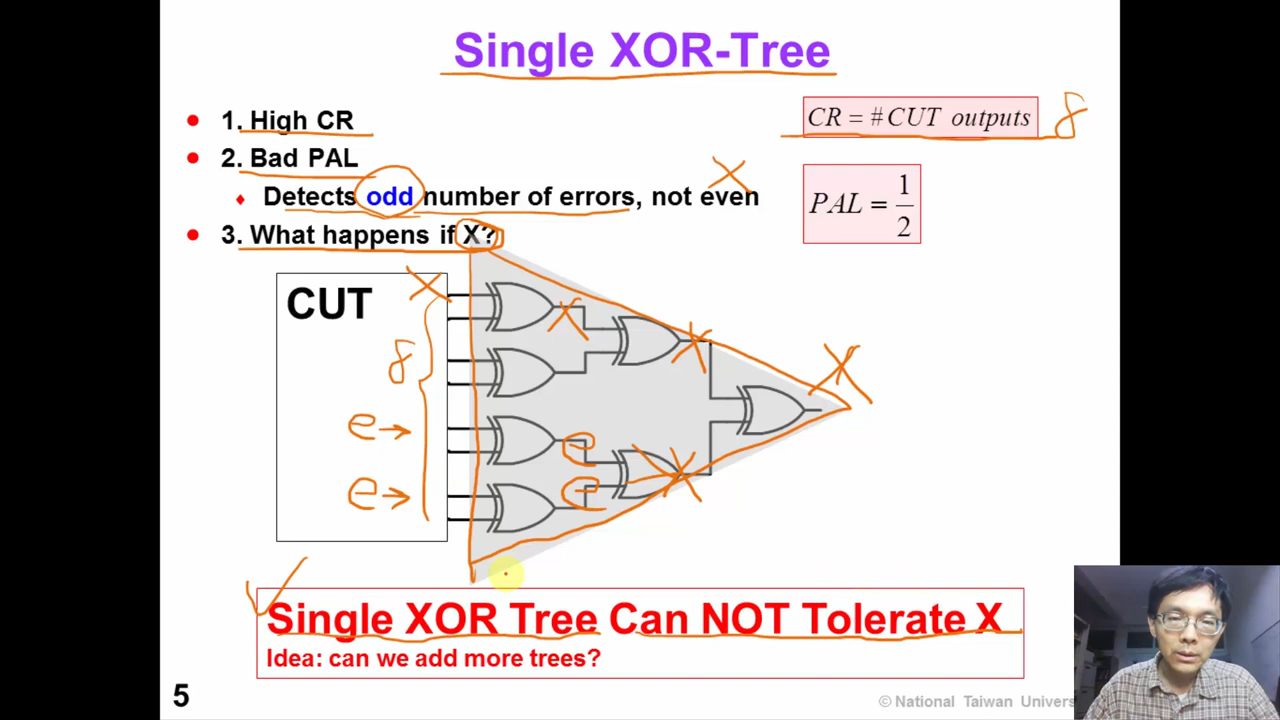 Single XOR-Tree
• 1. High CR
CR = # CUT outputs 8
• 2. Bad PAL
♦ Detects odd number of errors, not even
X
PAL = 1/2
• 3. What happens if X?
CUT
X
X
X
X
8
e →
e
e →
e
X
Single XOR Tree Can NOT Tolerate X
Idea: can we add more trees?
5
© National Taiwan Univers